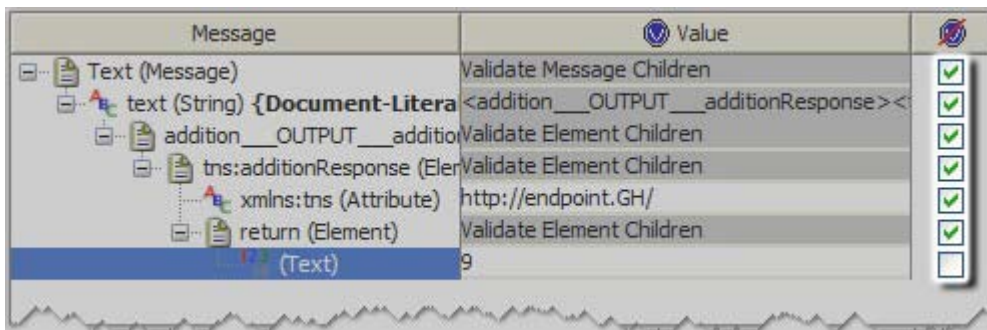 Message Value
Text (Message) Validate Message Children
text (String) {Document-Litera <addition___OUTPUT___additionResponse><
addition___OUTPUT___additio Validate Element Children
tns:additionResponse (Eler Validate Element Children
xmlns:tns (Attribute) http://endpoint.GH/
return (Element) Validate Element Children
(Text) 9